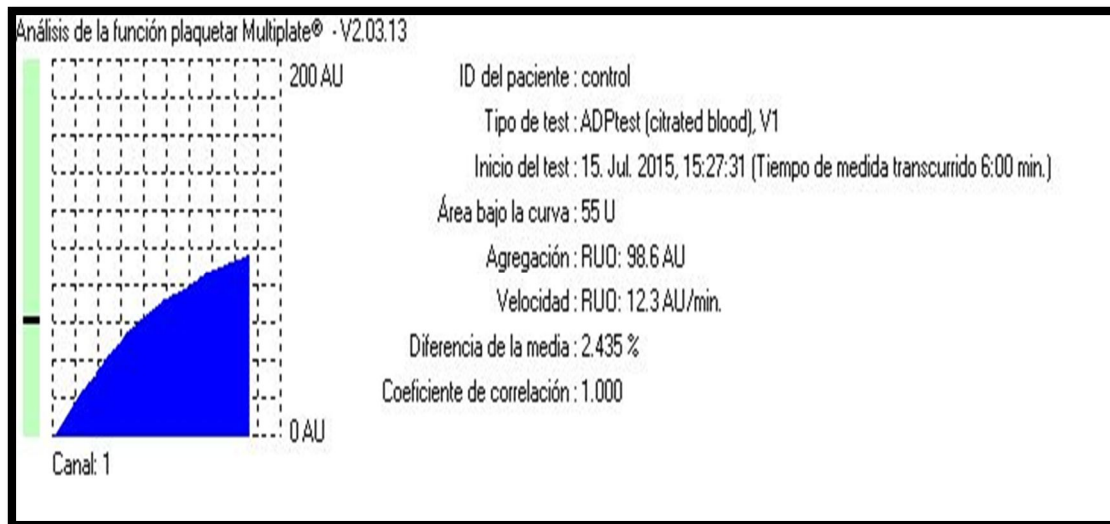 Análisis de la función plaquetar Multiplate® - V2.03.13
200 AU
ID del paciente : control
Tipo de test : ADPtest (citrated blood), V1
Inicio del test : 15. Jul. 2015, 15:27:31 (Tiempo de medida transcurrido 6:00 min.)
Área bajo la curva : 55 U
Agregación : RUO: 98.6 AU
Velocidad : RUO: 12.3 AU/min.
Diferencia de la media : 2.435 %
Coeficiente de correlación : 1.000
0 AU
Canal: 1